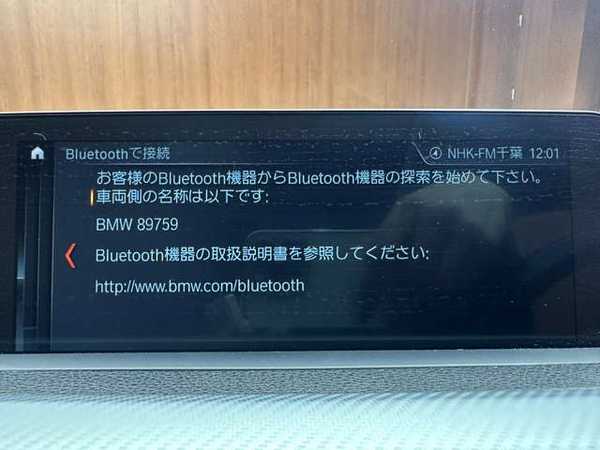 Bluetoothで接続
NHK-FM千葉 12:01
お客様のBluetooth機器からBluetooth機器の探索を始めて下さい。
車両側の名称は以下です:
BMW 89759
Bluetooth機器の取扱説明書を参照してください:
http://www.bmw.com/bluetooth